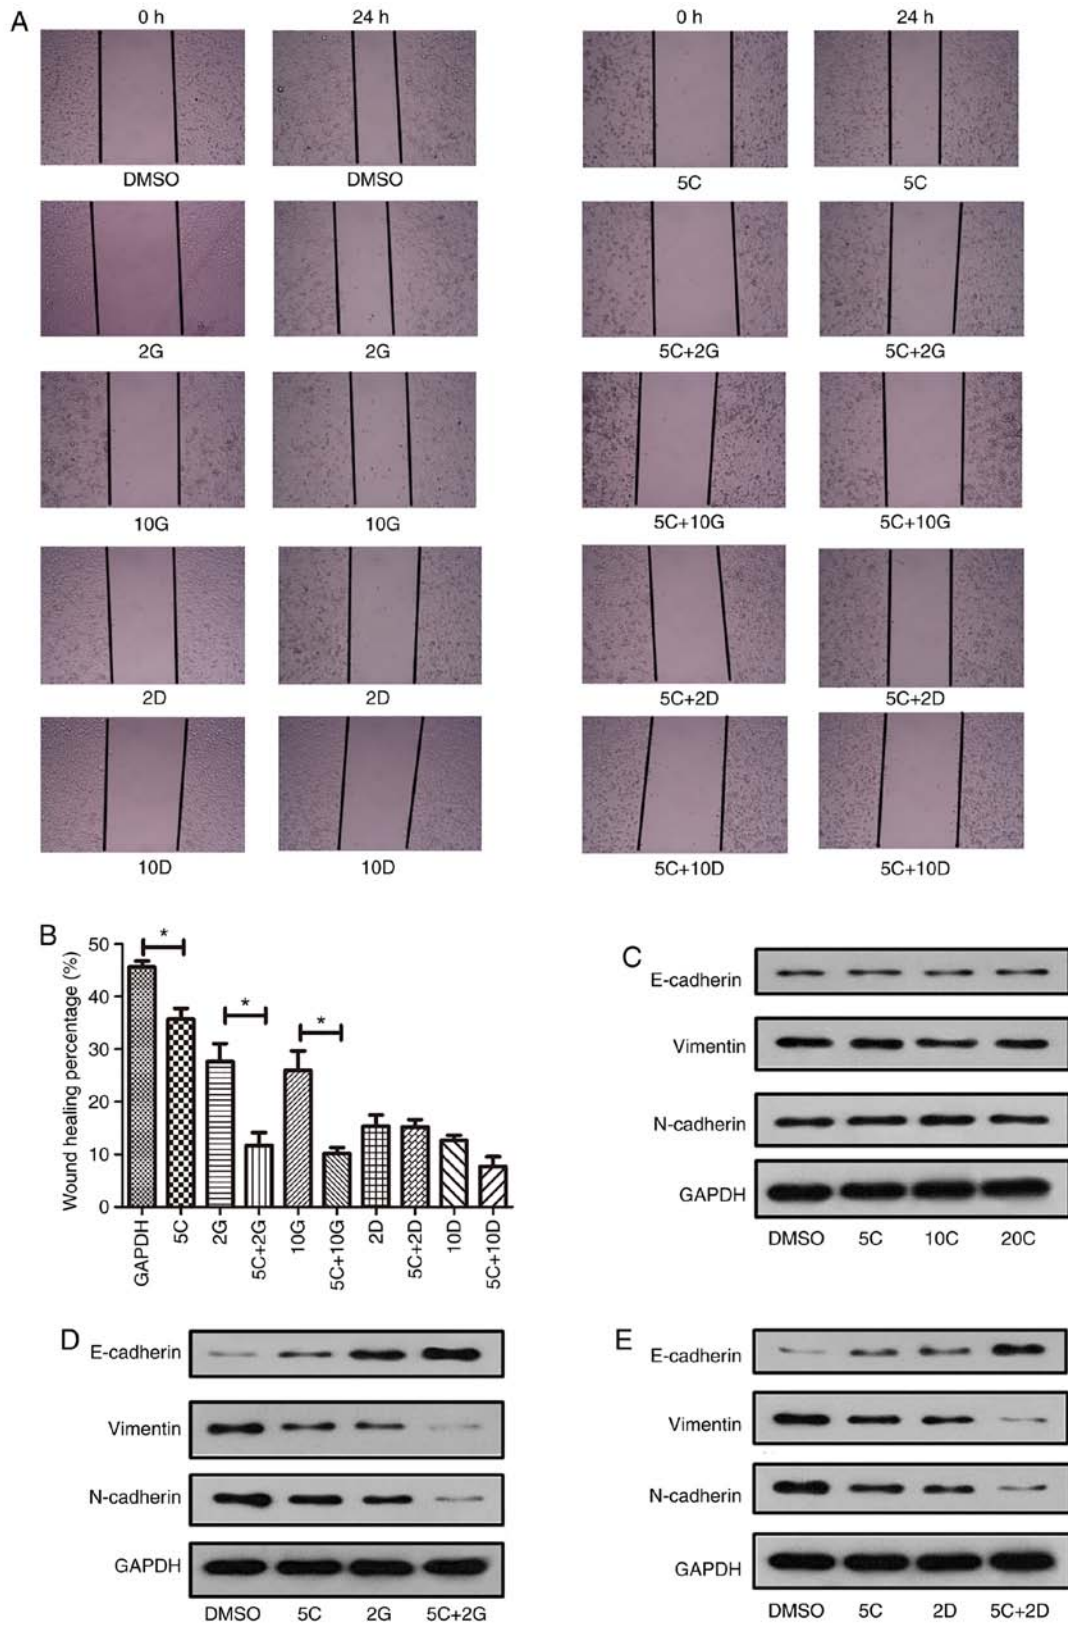 A
0 h 24 h 0 h 24 h
DMSO DMSO 5C 5C
2G 2G 5C+2G 5C+2G
10G 10G 5C+10G 5C+10G
2D 2D 5C+2D 5C+2D
10D 10D 5C+10D 5C+10D
B
Wound healing percentage (%)
50
40
30
20
10
0
* * *
GAPDH 5C 2G 5C+2G 10G 5C+10G 2D 5C+2D 10D 5C+10D
C
E-cadherin
Vimentin
N-cadherin
GAPDH
DMSO 5C 10C 20C
D
E-cadherin
Vimentin
N-cadherin
GAPDH
DMSO 5C 2G 5C+2G
E
E-cadherin
Vimentin
N-cadherin
GAPDH
DMSO 5C 2D 5C+2D